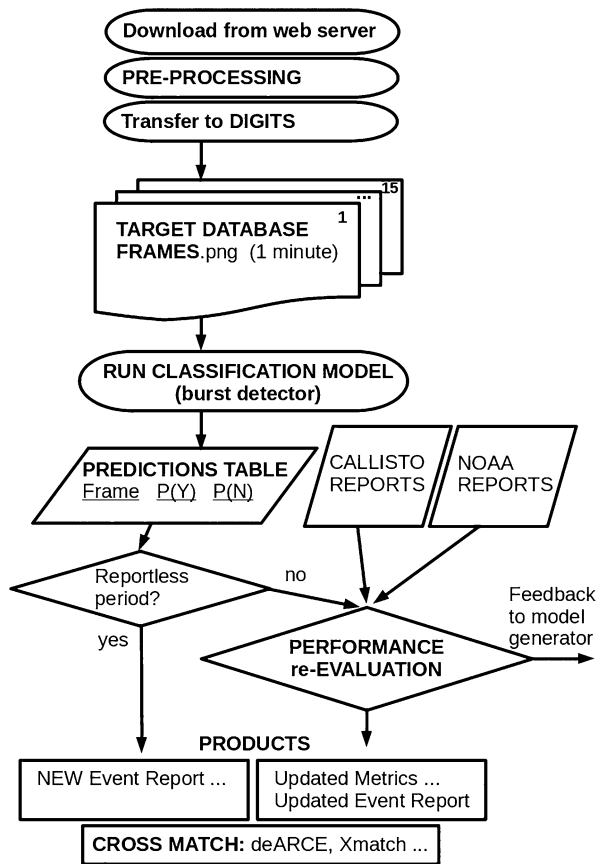 Download from web server
PRE-PROCESSING
Transfer to DIGITS
15
...
1
TARGET DATABASE
FRAMES.png (1 minute)
RUN CLASSIFICATION MODEL
(burst detector)
PREDICTIONS TABLE
Frame P(Y) P(N)
CALLISTO
REPORTS
NOAA
REPORTS
Reportless
period?
no
yes
PERFORMANCE
re-EVALUATION
Feedback
to model
generator
PRODUCTS
NEW Event Report ...
Updated Metrics ...
Updated Event Report
CROSS MATCH: deARCE, Xmatch ...